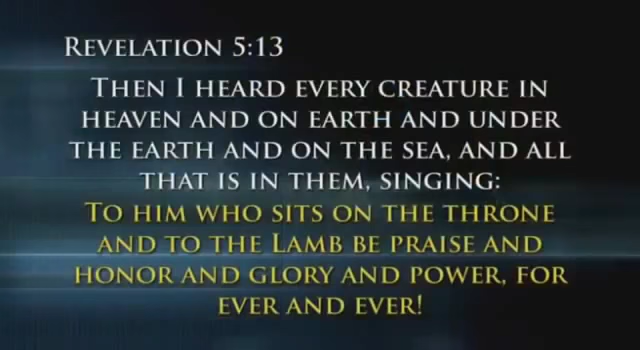 Revelation 5:13
Then I heard every creature in
heaven and on earth and under
the earth and on the sea, and all
that is in them, singing:
To him who sits on the throne
and to the Lamb be praise and
honor and glory and power, for
ever and ever!